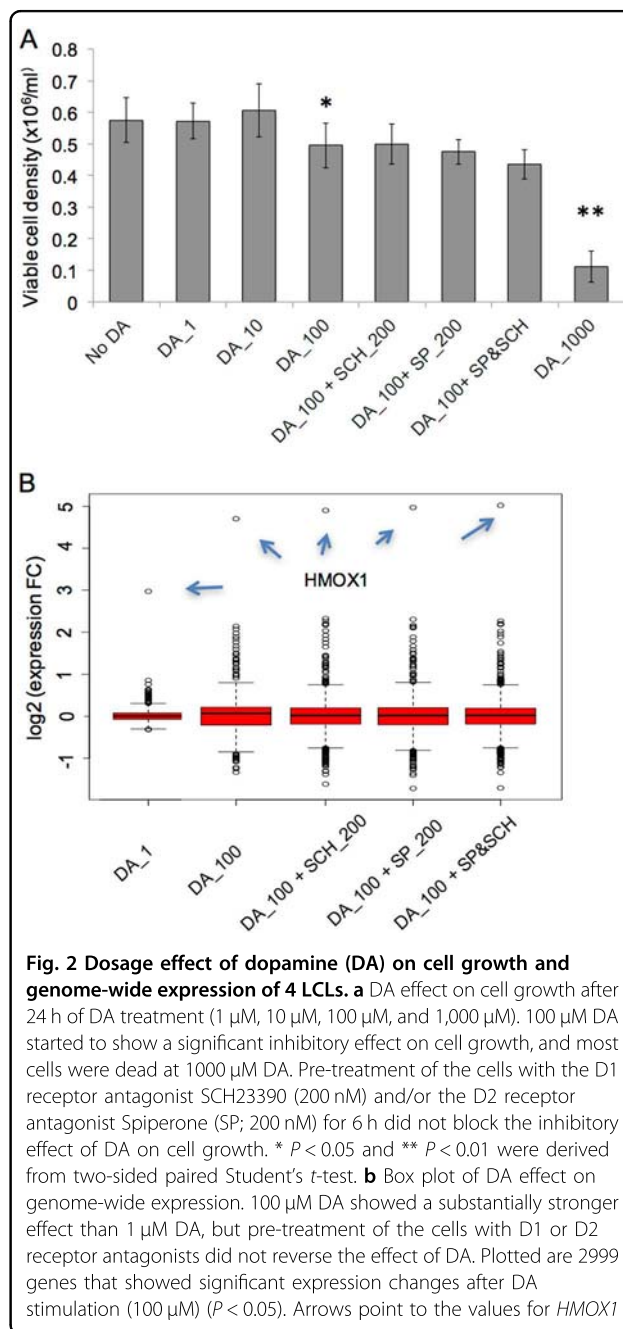 A
Viable cell density (x10⁶/ml)
0.8
0.7
0.6
0.5
0.4
0.3
0.2
0.1
0
*
**
No DA
DA_1
DA_10
DA_100
DA_100 + SCH_200
DA_100+ SP_200
DA_100+ SP&SCH
DA_1000
B
log2 (expression FC)
5
4
3
2
1
0
-1
HMOX1
DA_1
DA_100
DA_100 + SCH_200
DA_100 + SP_200
DA_100 + SP&SCH
Fig. 2 Dosage effect of dopamine (DA) on cell growth and
genome-wide expression of 4 LCLs. a DA effect on cell growth after
24 h of DA treatment (1 μM, 10 μM, 100 μM, and 1,000 μM). 100 μM DA
started to show a significant inhibitory effect on cell growth, and most
cells were dead at 1000 μM DA. Pre-treatment of the cells with the D1
receptor antagonist SCH23390 (200 nM) and/or the D2 receptor
antagonist Spiperone (SP; 200 nM) for 6 h did not block the inhibitory
effect of DA on cell growth. * P < 0.05 and ** P < 0.01 were derived
from two-sided paired Student’s t-test. b Box plot of DA effect on
genome-wide expression. 100 μM DA showed a substantially stronger
effect than 1 μM DA, but pre-treatment of the cells with D1 or D2
receptor antagonists did not reverse the effect of DA. Plotted are 2999
genes that showed significant expression changes after DA
stimulation (100 μM) (P < 0.05). Arrows point to the values for HMOX1